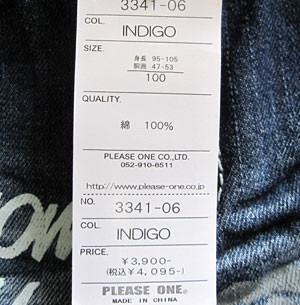 3341-06
COL.
INDIGO
SIZE.
身長 95-105
胴囲 47-53
100
QUALITY.
綿 100%
PLEASE ONE CO.,LTD.
052-910-8511
http://www.please-one.co.jp
NO.
3341-06
COL.
INDIGO
PRICE.
¥3,900-
(税込¥4,095-)
PLEASE ONE.
MADE IN CHINA